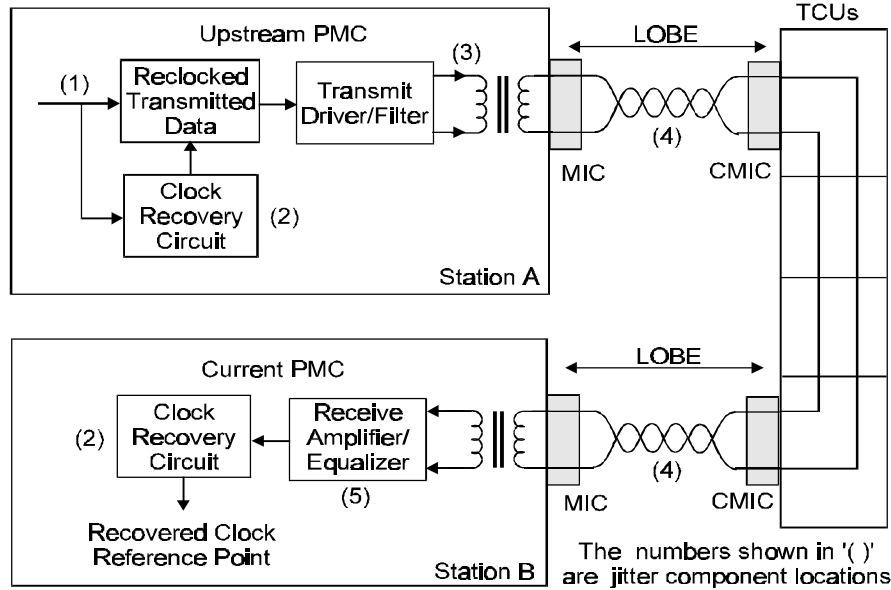 TCUs
Upstream PMC
LOBE
(1)
Reclocked
Transmitted
Data
Transmit
Driver/Filter
(3)
(4)
MIC
CMIC
Clock
Recovery
Circuit
(2)
Station A
Current PMC
LOBE
(2)
Clock
Recovery
Circuit
Receive
Amplifier/
Equalizer
(5)
(4)
MIC
CMIC
Recovered Clock
Reference Point
Station B
The numbers shown in '( )'
are jitter component locations